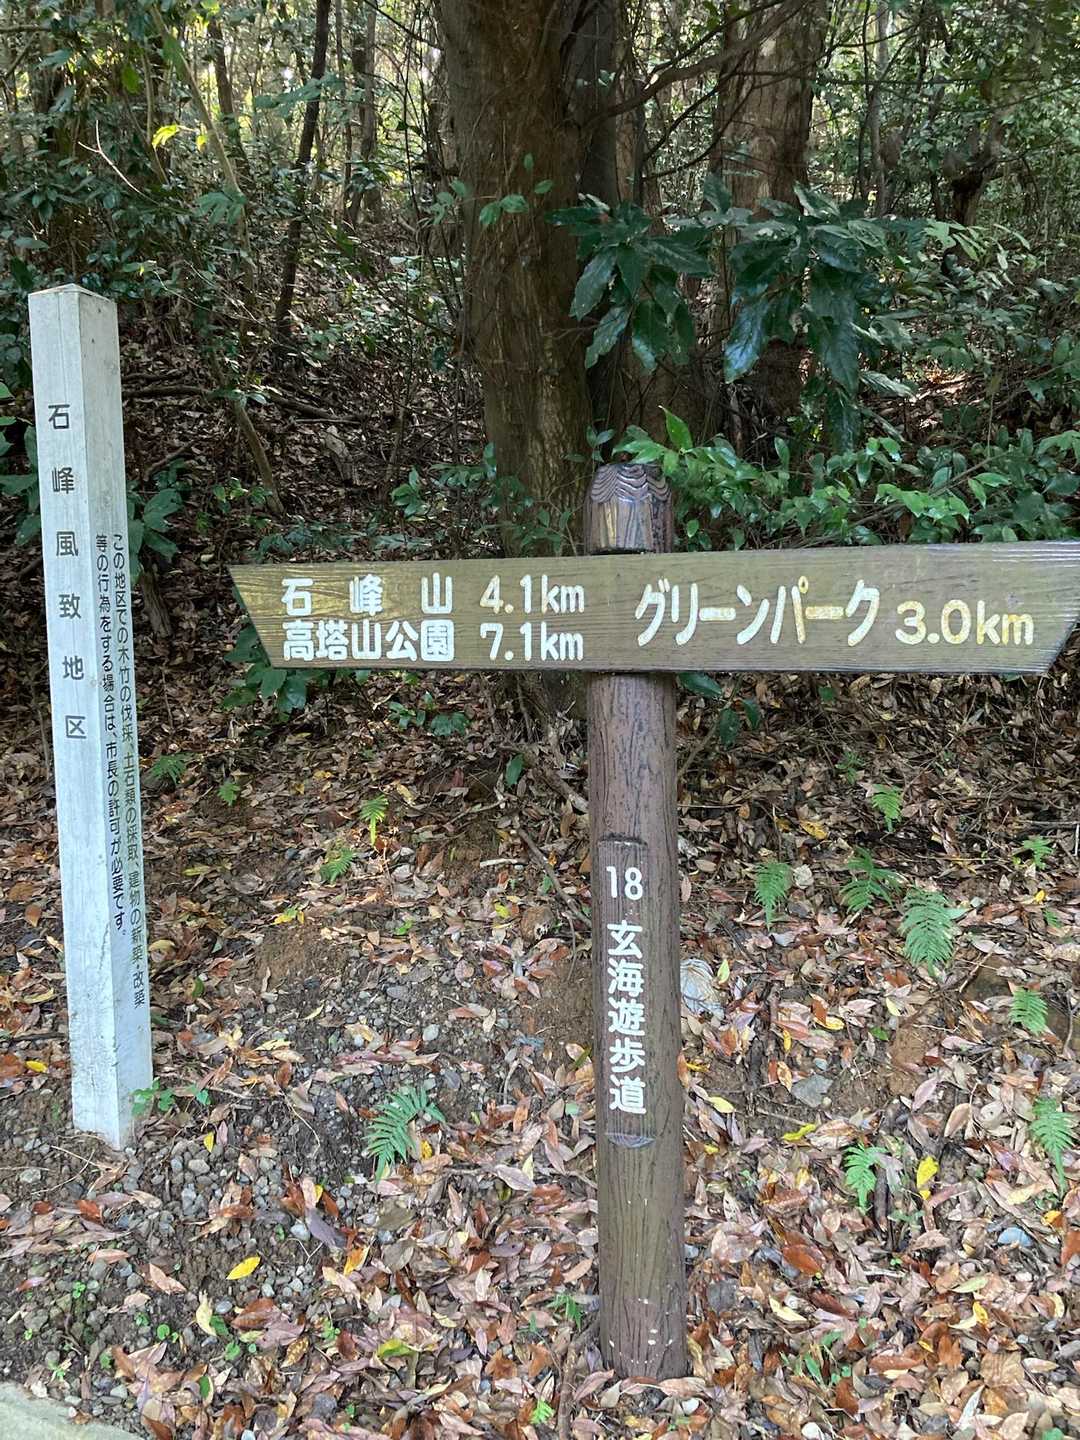 石峰風致地区
この地区での木竹の伐採、土石類の採取、建物の新築・改築
等の行為をする場合は、市長の許可が必要です。
石峰山 4.1km
高塔山公園 7.1km
グリーンパーク 3.0km
18 玄海遊歩道